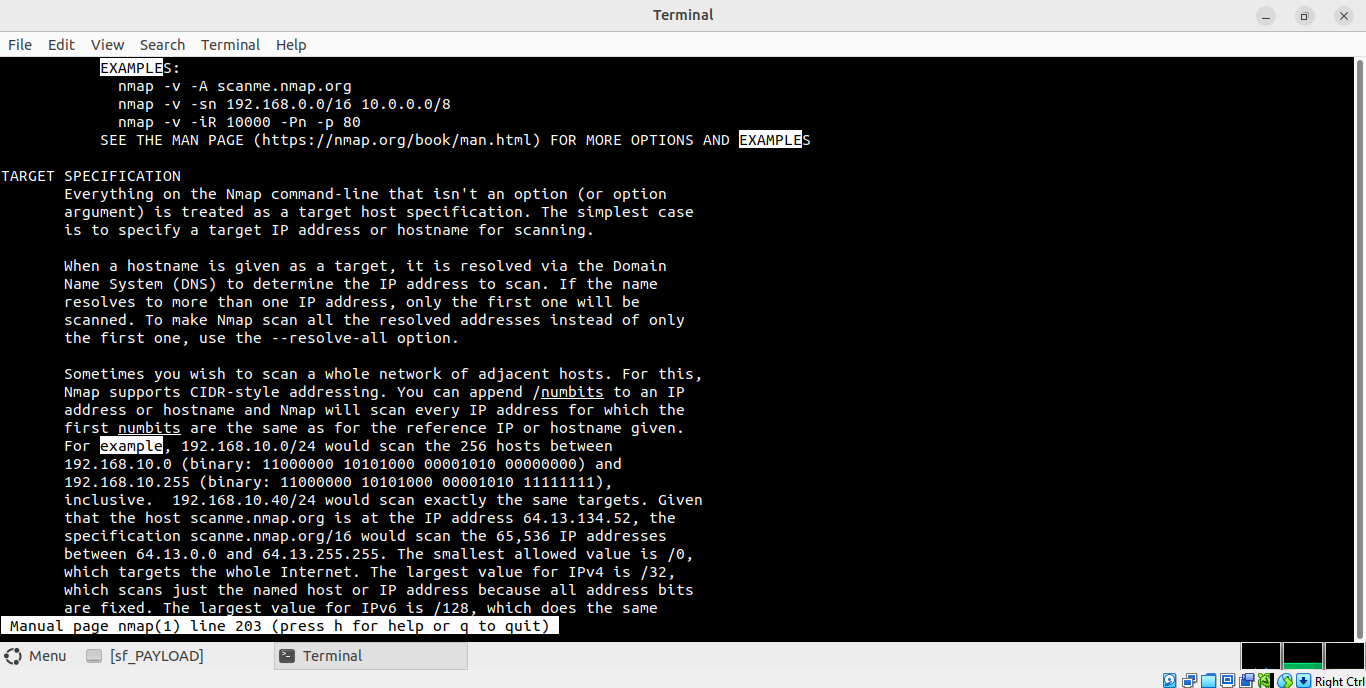 Terminal
File Edit View Search Terminal Help
EXAMPLES:
nmap -v -A scanme.nmap.org
nmap -v -sn 192.168.0.0/16 10.0.0.0/8
nmap -v -iR 10000 -Pn -p 80
SEE THE MAN PAGE (https://nmap.org/book/man.html) FOR MORE OPTIONS AND EXAMPLES
TARGET SPECIFICATION
Everything on the Nmap command-line that isn't an option (or option
argument) is treated as a target host specification. The simplest case
is to specify a target IP address or hostname for scanning.
When a hostname is given as a target, it is resolved via the Domain
Name System (DNS) to determine the IP address to scan. If the name
resolves to more than one IP address, only the first one will be
scanned. To make Nmap scan all the resolved addresses instead of only
the first one, use the --resolve-all option.
Sometimes you wish to scan a whole network of adjacent hosts. For this,
Nmap supports CIDR-style addressing. You can append /numbits to an IP
address or hostname and Nmap will scan every IP address for which the
first numbits are the same as for the reference IP or hostname given.
For example, 192.168.10.0/24 would scan the 256 hosts between
192.168.10.0 (binary: 11000000 10101000 00001010 00000000) and
192.168.10.255 (binary: 11000000 10101000 00001010 11111111),
inclusive.  192.168.10.40/24 would scan exactly the same targets. Given
that the host scanme.nmap.org is at the IP address 64.13.134.52, the
specification scanme.nmap.org/16 would scan the 65,536 IP addresses
between 64.13.0.0 and 64.13.255.255. The smallest allowed value is /0,
which targets the whole Internet. The largest value for IPv4 is /32,
which scans just the named host or IP address because all address bits
are fixed. The largest value for IPv6 is /128, which does the same
Manual page nmap(1) line 203 (press h for help or q to quit)
Menu [sf_PAYLOAD] Terminal
Right Ctrl